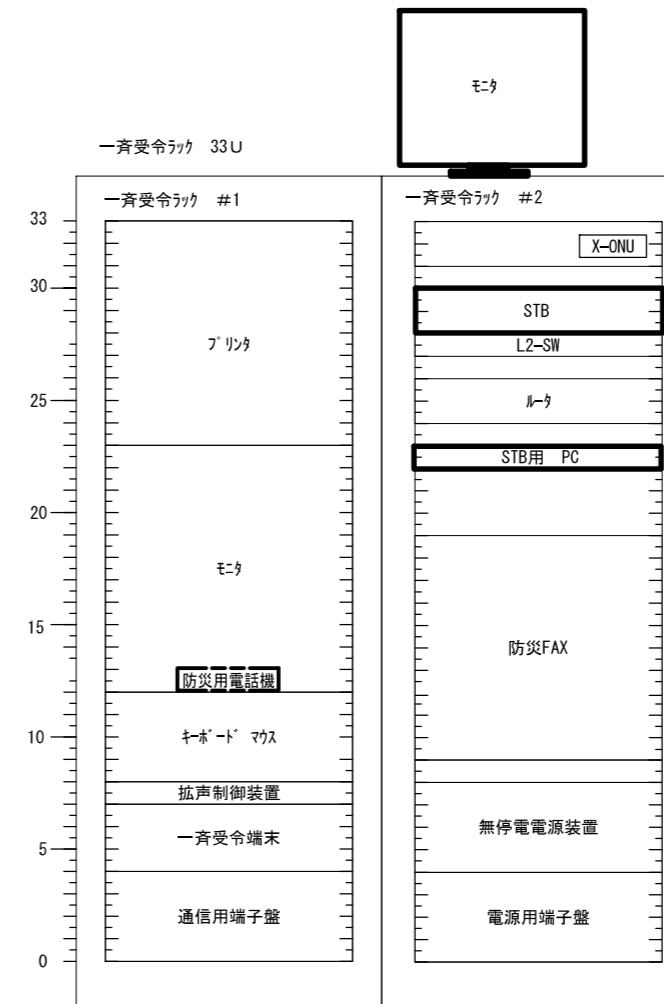 モニタ
一斉受令ラック 33U
一斉受令ラック #1
一斉受令ラック #2
33
30
25
20
15
10
5
0
プリンタ
モニタ
防災用電話機
キーボード マウス
拡声制御装置
一斉受令端末
通信用端子盤
X-ONU
STB
L2-SW
ルータ
STB用 PC
防災FAX
無停電電源装置
電源用端子盤